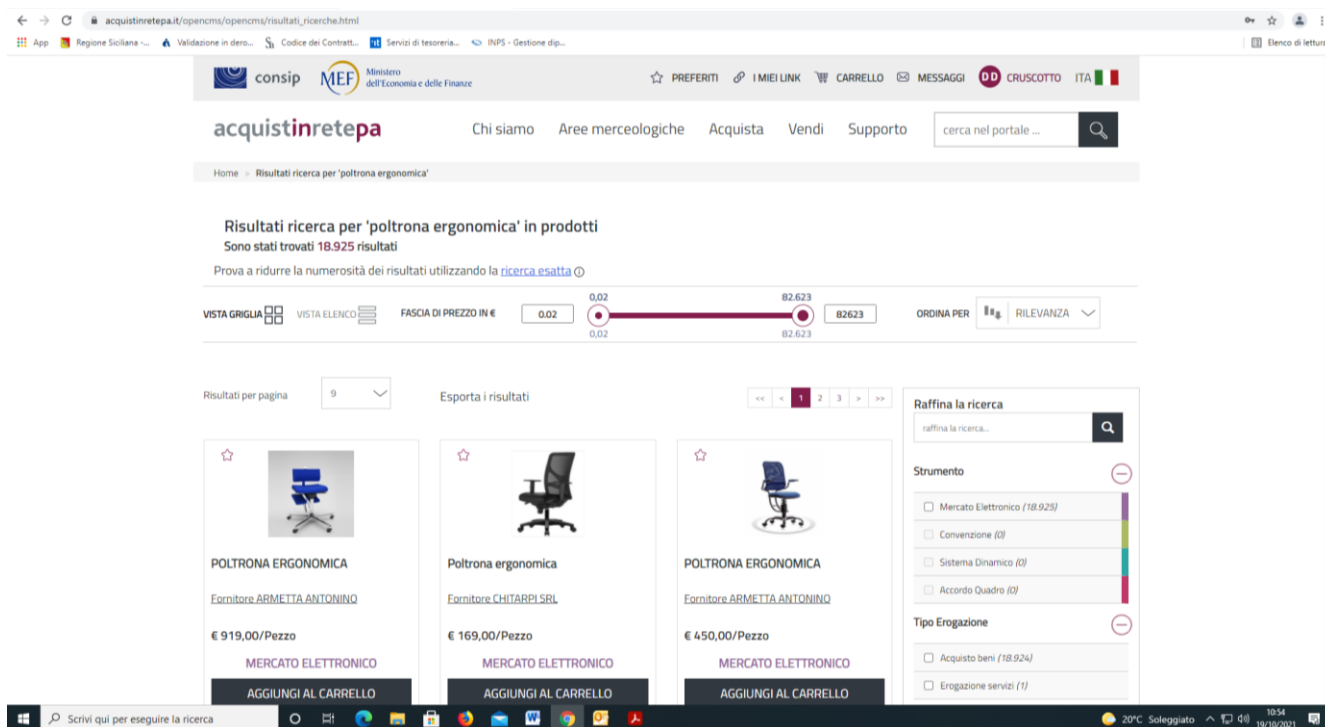 acquistinretepa.it/opencms/opencms/risultati_ricerche.html
App Regione Siciliana -... Validazione in dero... Codice dei Contratt... Servizi di tesoreria... INPS - Gestione dip... Elenco di lettura
consip MEF Ministero dell'Economia e delle Finanze PREFERITI I MIEI LINK CARRELLO MESSAGGI DD CRUSCOTTO ITA
acquistinretepa Chi siamo Aree merceologiche Acquista Vendi Supporto cerca nel portale ...
Home > Risultati ricerca per 'poltrona ergonomica'
Risultati ricerca per 'poltrona ergonomica' in prodotti
Sono stati trovati 18.925 risultati
Prova a ridurre la numerosità dei risultati utilizzando la ricerca esatta
0,02 82.623
VISTA GRIGLIA VISTA ELENCO FASCIA DI PREZZO IN € 0.02 82623 ORDINA PER RILEVANZA
0,02 82.623
Risultati per pagina 9 Esporta i risultati << < 1 2 3 > >>
Raffina la ricerca
raffina la ricerca...
Strumento
Mercato Elettronico (18.925)
Convenzione (0)
Sistema Dinamico (0)
Accordo Quadro (0)
Tipo Erogazione
Acquisto beni (18.924)
Erogazione servizi (1)
POLTRONA ERGONOMICA
Fornitore ARMETTA ANTONINO
€ 919,00/Pezzo
MERCATO ELETTRONICO
AGGIUNGI AL CARRELLO
Poltrona ergonomica
Fornitore CHITARPI SRL
€ 169,00/Pezzo
MERCATO ELETTRONICO
AGGIUNGI AL CARRELLO
POLTRONA ERGONOMICA
Fornitore ARMETTA ANTONINO
€ 450,00/Pezzo
MERCATO ELETTRONICO
AGGIUNGI AL CARRELLO
Scrivi qui per eseguire la ricerca 20°C Soleggiato 10:54
19/10/2021